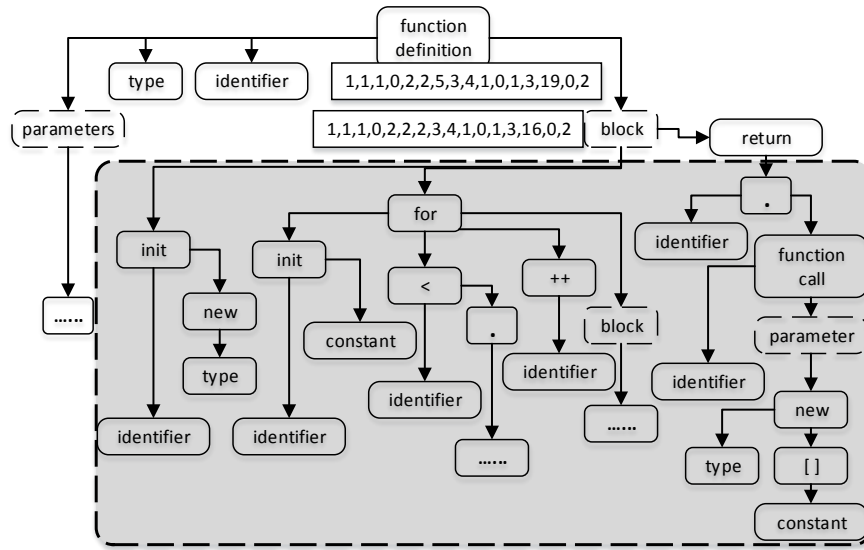 function
definition
type
identifier
1,1,1,0,2,2,5,3,4,1,0,1,3,19,0,2
parameters
1,1,1,0,2,2,2,3,4,1,0,1,3,16,0,2
block
return
.
for
identifier
init
init
function
call
<
++
new
.
……
constant
block
parameter
type
identifier
identifier
identifier
new
identifier
identifier
……
……
type
[ ]
constant